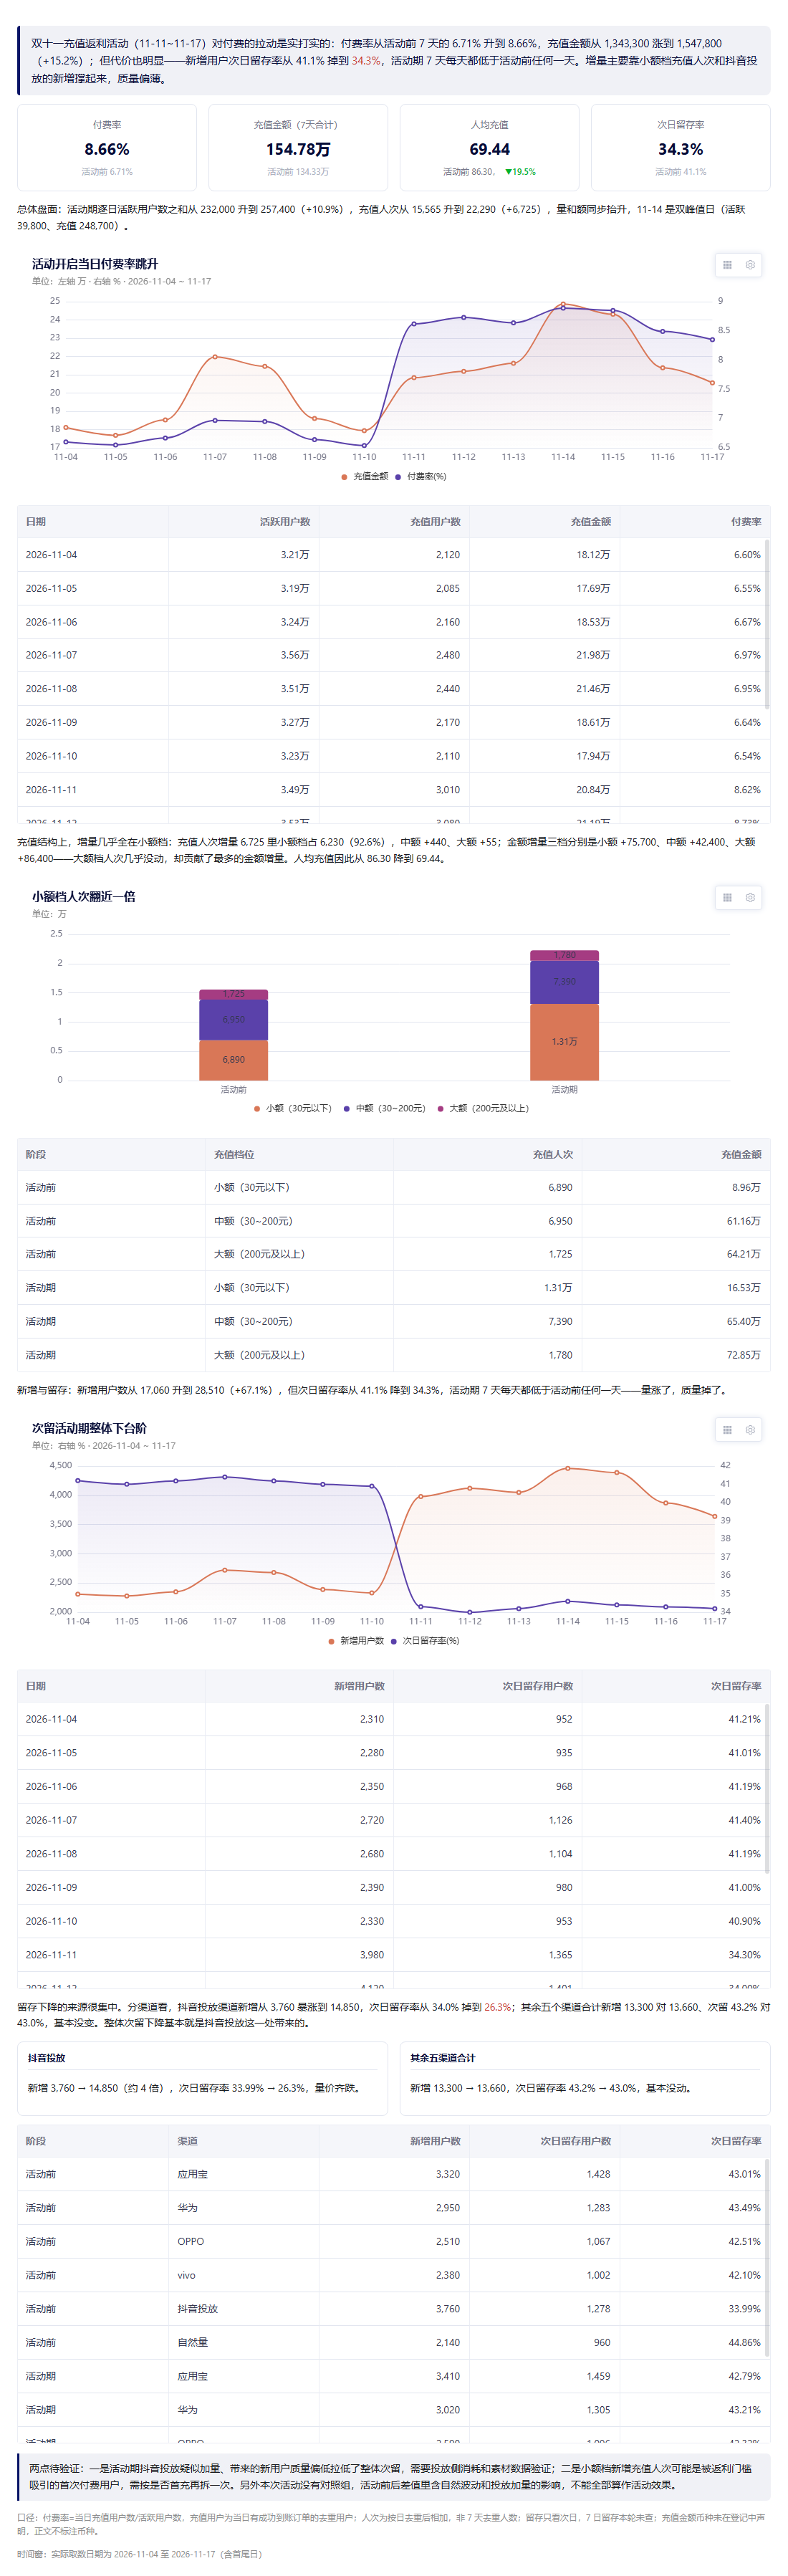 双十一充值返利活动（11-11~11-17）对付费的拉动是实打实的：付费率从活动前 7 天的 6.71% 升到 8.66%，充值金额从 1,343,300 涨到 1,547,800
（+15.2%）；但代价也明显——新增用户次日留存率从 41.1% 掉到 34.3%，活动期 7 天每天都低于活动前任何一天。增量主要靠小额档充值人次和抖音投
放的新增撑起来，质量偏薄。
付费率
8.66%
活动前 6.71%
充值金额（7天合计）
154.78万
活动前 134.33万
人均充值
69.44
活动前 86.30， ▼19.5%
次日留存率
34.3%
活动前 41.1%
总体盘面：活动期逐日活跃用户数之和从 232,000 升到 257,400（+10.9%），充值人次从 15,565 升到 22,290（+6,725），量和额同步抬升，11-14 是双峰值日（活跃
39,800、充值 248,700）。
活动开启当日付费率跳升
单位：左轴 万 · 右轴 % · 2026-11-04 ~ 11-17
25
24
23
22
21
20
19
18
17
9
8.5
8
7.5
7
6.5
11-04 11-05 11-06 11-07 11-08 11-09 11-10 11-11 11-12 11-13 11-14 11-15 11-16 11-17
充值金额 付费率(%)
日期 活跃用户数 充值用户数 充值金额 付费率
2026-11-04 3.21万 2,120 18.12万 6.60%
2026-11-05 3.19万 2,085 17.69万 6.55%
2026-11-06 3.24万 2,160 18.53万 6.67%
2026-11-07 3.56万 2,480 21.98万 6.97%
2026-11-08 3.51万 2,440 21.46万 6.95%
2026-11-09 3.27万 2,170 18.61万 6.64%
2026-11-10 3.23万 2,110 17.94万 6.54%
2026-11-11 3.49万 3,010 20.84万 8.62%
充值结构上，增量几乎全在小额档：充值人次增量 6,725 里小额档占 6,230（92.6%），中额 +440、大额 +55；金额增量三档分别是小额 +75,700、中额 +42,400、大额
+86,400——大额档人次几乎没动，却贡献了最多的金额增量。人均充值因此从 86.30 降到 69.44。
小额档人次翻近一倍
单位：万
2.5
2
1.5
1
0.5
0
1,725
6,950
6,890
1,780
7,390
1.31万
活动前 活动期
小额（30元以下） 中额（30~200元） 大额（200元及以上）
阶段 充值档位 充值人次 充值金额
活动前 小额（30元以下） 6,890 8.96万
活动前 中额（30~200元） 6,950 61.16万
活动前 大额（200元及以上） 1,725 64.21万
活动期 小额（30元以下） 1.31万 16.53万
活动期 中额（30~200元） 7,390 65.40万
活动期 大额（200元及以上） 1,780 72.85万
新增与留存：新增用户数从 17,060 升到 28,510（+67.1%），但次日留存率从 41.1% 降到 34.3%，活动期 7 天每天都低于活动前任何一天——量涨了，质量掉了。
次留活动期整体下台阶
单位：右轴 % · 2026-11-04 ~ 11-17
4,500
4,000
3,500
3,000
2,500
2,000
42
41
40
39
38
37
36
35
34
11-04 11-05 11-06 11-07 11-08 11-09 11-10 11-11 11-12 11-13 11-14 11-15 11-16 11-17
新增用户数 次日留存率(%)
日期 新增用户数 次日留存用户数 次日留存率
2026-11-04 2,310 952 41.21%
2026-11-05 2,280 935 41.01%
2026-11-06 2,350 968 41.19%
2026-11-07 2,720 1,126 41.40%
2026-11-08 2,680 1,104 41.19%
2026-11-09 2,390 980 41.00%
2026-11-10 2,330 953 40.90%
2026-11-11 3,980 1,365 34.30%
留存下降的来源很集中。分渠道看，抖音投放渠道新增从 3,760 暴涨到 14,850，次日留存率从 34.0% 掉到 26.3%；其余五个渠道合计新增 13,300 对 13,660、次留 43.2% 对
43.0%，基本没变。整体次留下降基本就是抖音投放这一处带来的。
抖音投放
新增 3,760 → 14,850（约 4 倍），次日留存率 33.99% → 26.3%，量价齐跌。
其余五渠道合计
新增 13,300 → 13,660，次日留存率 43.2% → 43.0%，基本没动。
阶段 渠道 新增用户数 次日留存用户数 次日留存率
活动前 应用宝 3,320 1,428 43.01%
活动前 华为 2,950 1,283 43.49%
活动前 OPPO 2,510 1,067 42.51%
活动前 vivo 2,380 1,002 42.10%
活动前 抖音投放 3,760 1,278 33.99%
活动前 自然量 2,140 960 44.86%
活动期 应用宝 3,410 1,459 42.79%
活动期 华为 3,020 1,305 43.21%
两点待验证：一是活动期抖音投放疑似加量、带来的新用户质量偏低拉低了整体次留，需要投放侧消耗和素材数据验证；二是小额档新增充值人次可能是被返利门槛
吸引的首次付费用户，需按是否首充再拆一次。另外本次活动没有对照组，活动前后差值里含自然波动和投放加量的影响，不能全部算作活动效果。
口径：付费率=当日充值用户数/活跃用户数，充值用户为当日有成功到账订单的去重用户；人次为按日去重后相加，非 7 天去重人数；留存只看次日，7 日留存本轮未查；充值金额币种未在登记中声
明，正文不标注币种。
时间窗：实际取数日期为 2026-11-04 至 2026-11-17（含首尾日）